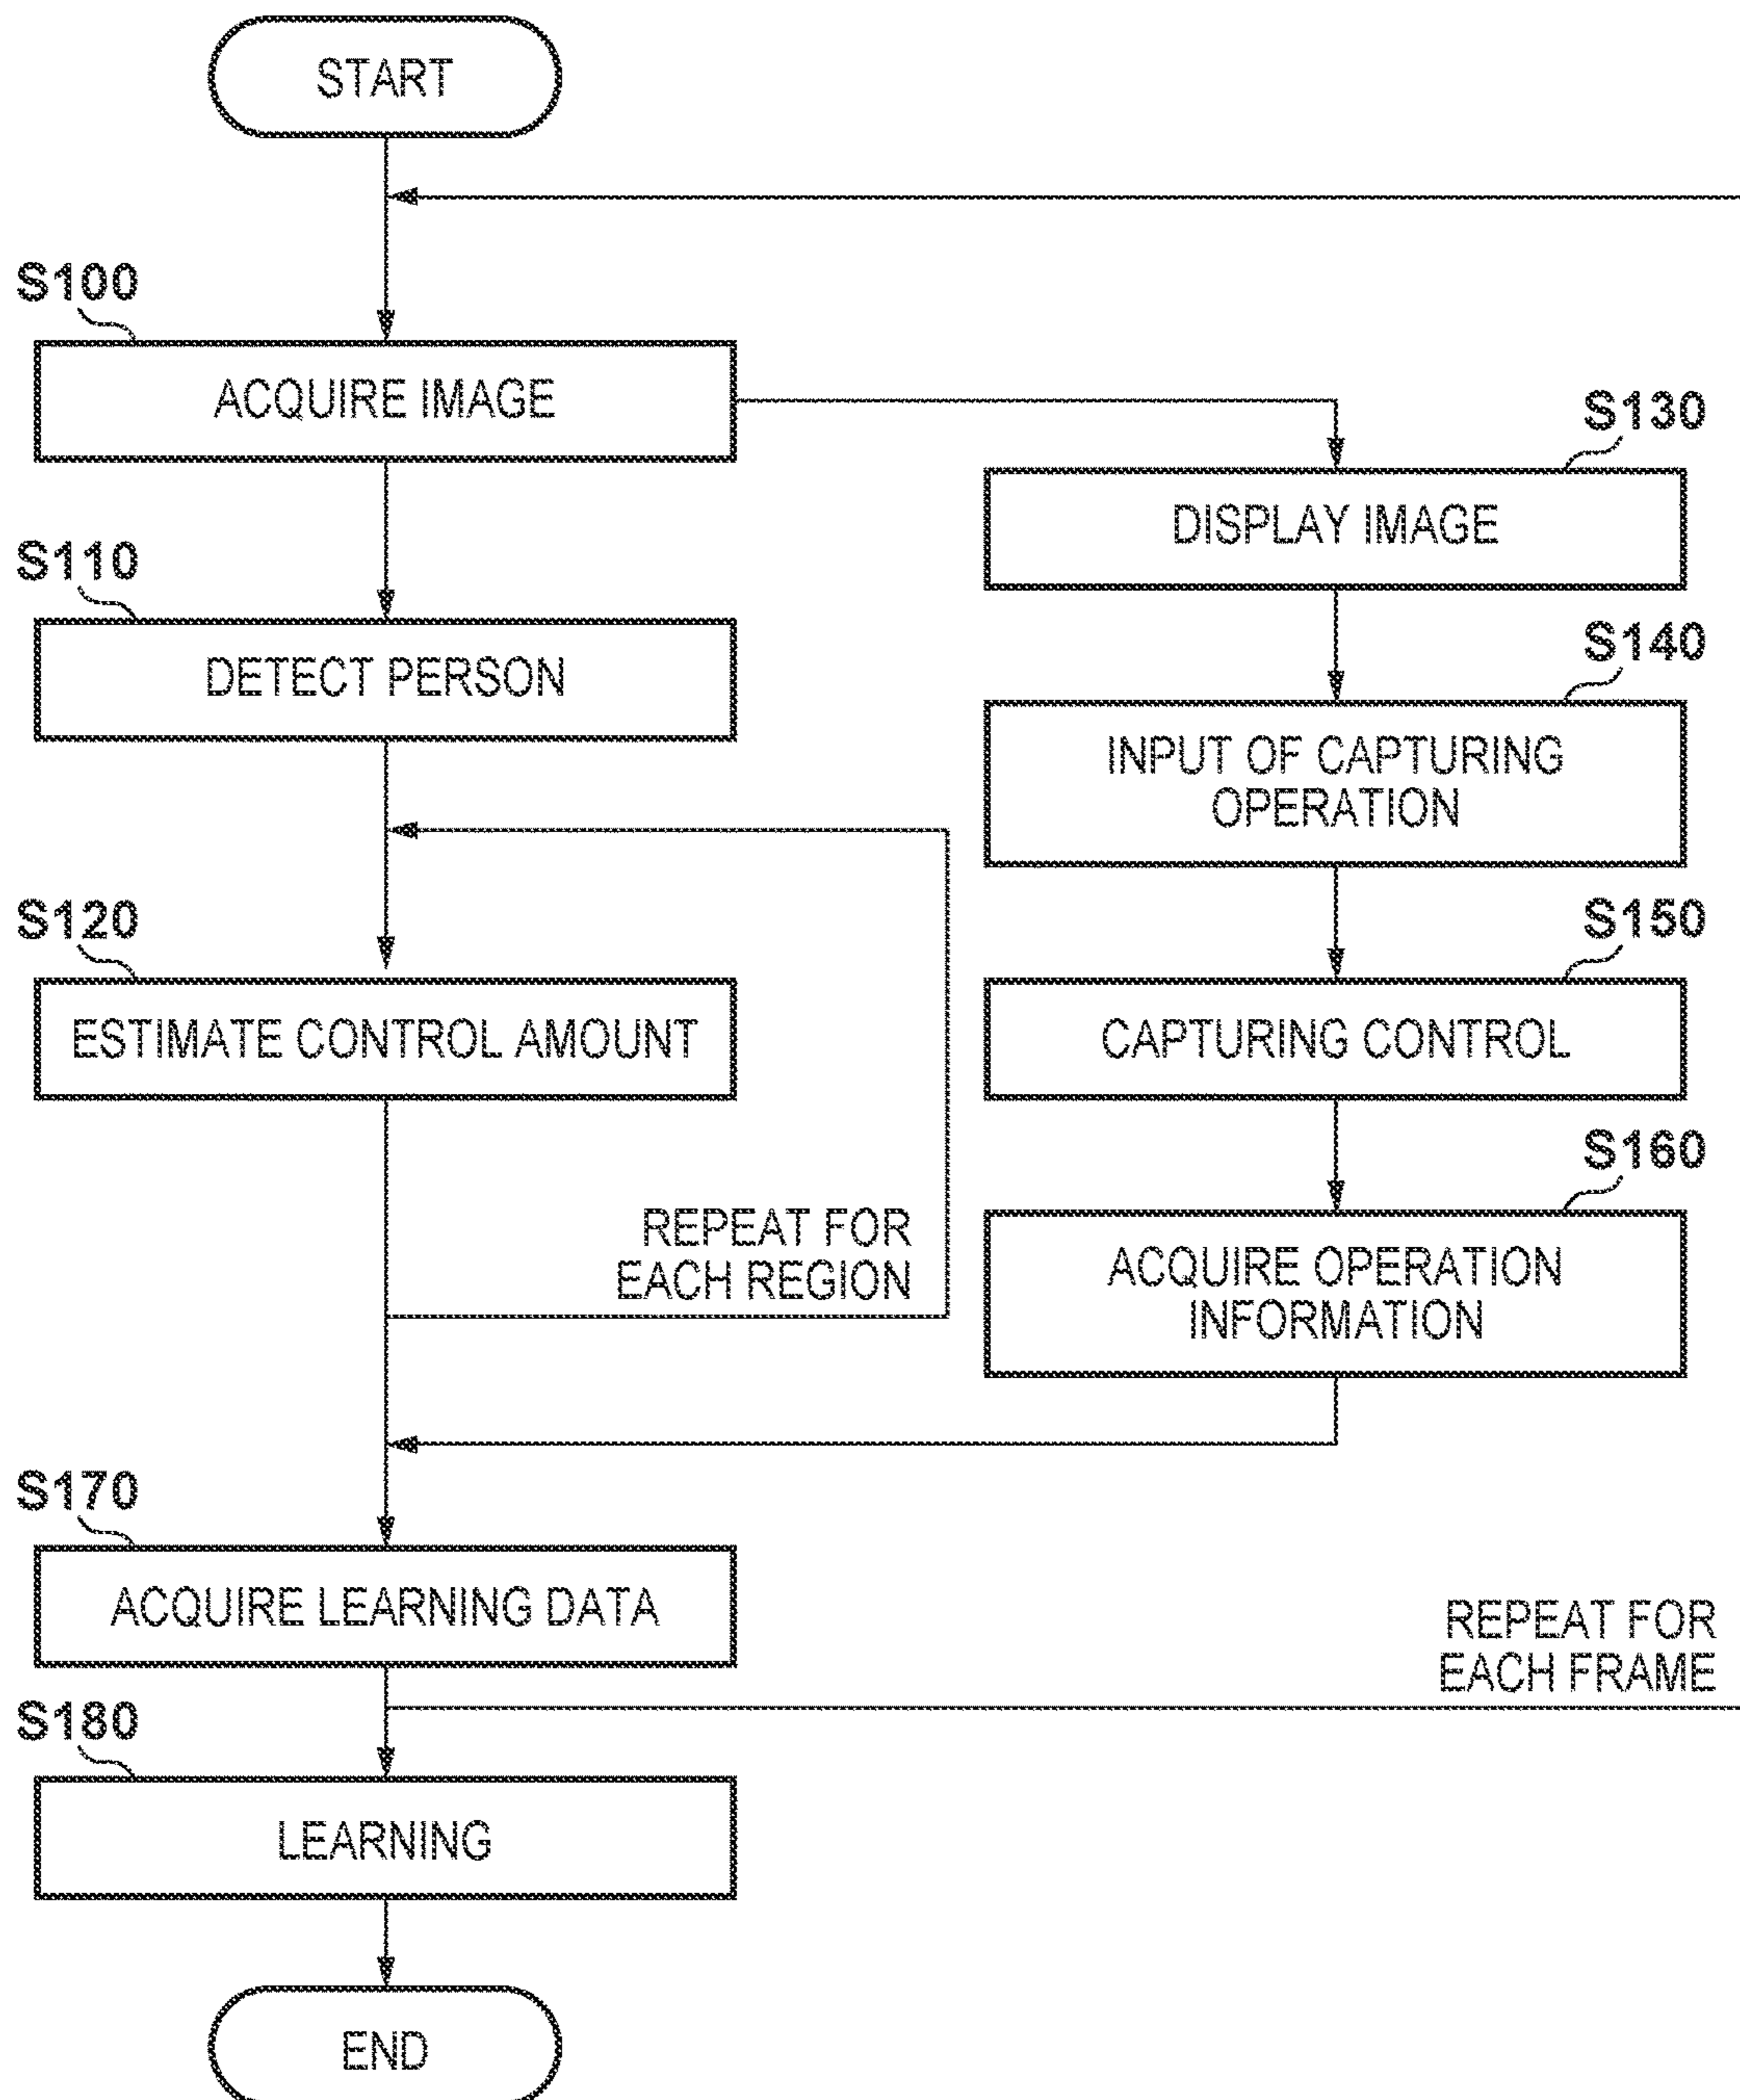 START
S100
ACQUIRE IMAGE
S130
DISPLAY IMAGE
S110
DETECT PERSON
S140
INPUT OF CAPTURING
OPERATION
S120
ESTIMATE CONTROL AMOUNT
S150
CAPTURING CONTROL
REPEAT FOR
EACH REGION
S160
ACQUIRE OPERATION
INFORMATION
S170
ACQUIRE LEARNING DATA
REPEAT FOR
EACH FRAME
S180
LEARNING
END